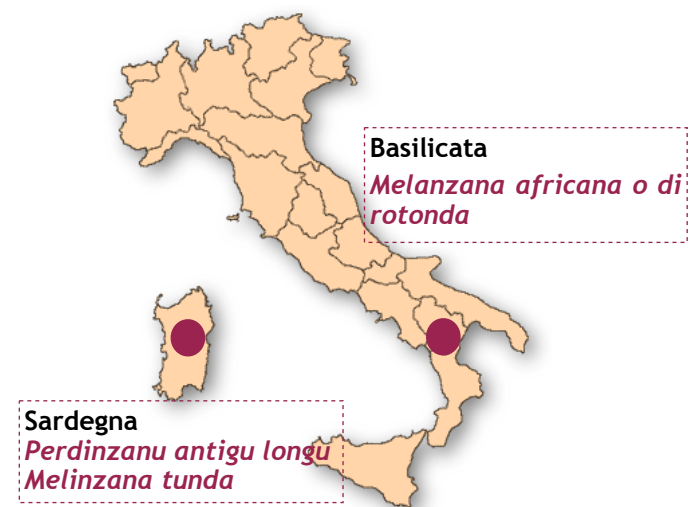 Basilicata
Melanzana africana o di
rotonda
Sardegna
Perdinzanu antigu longu
Melinzana tunda